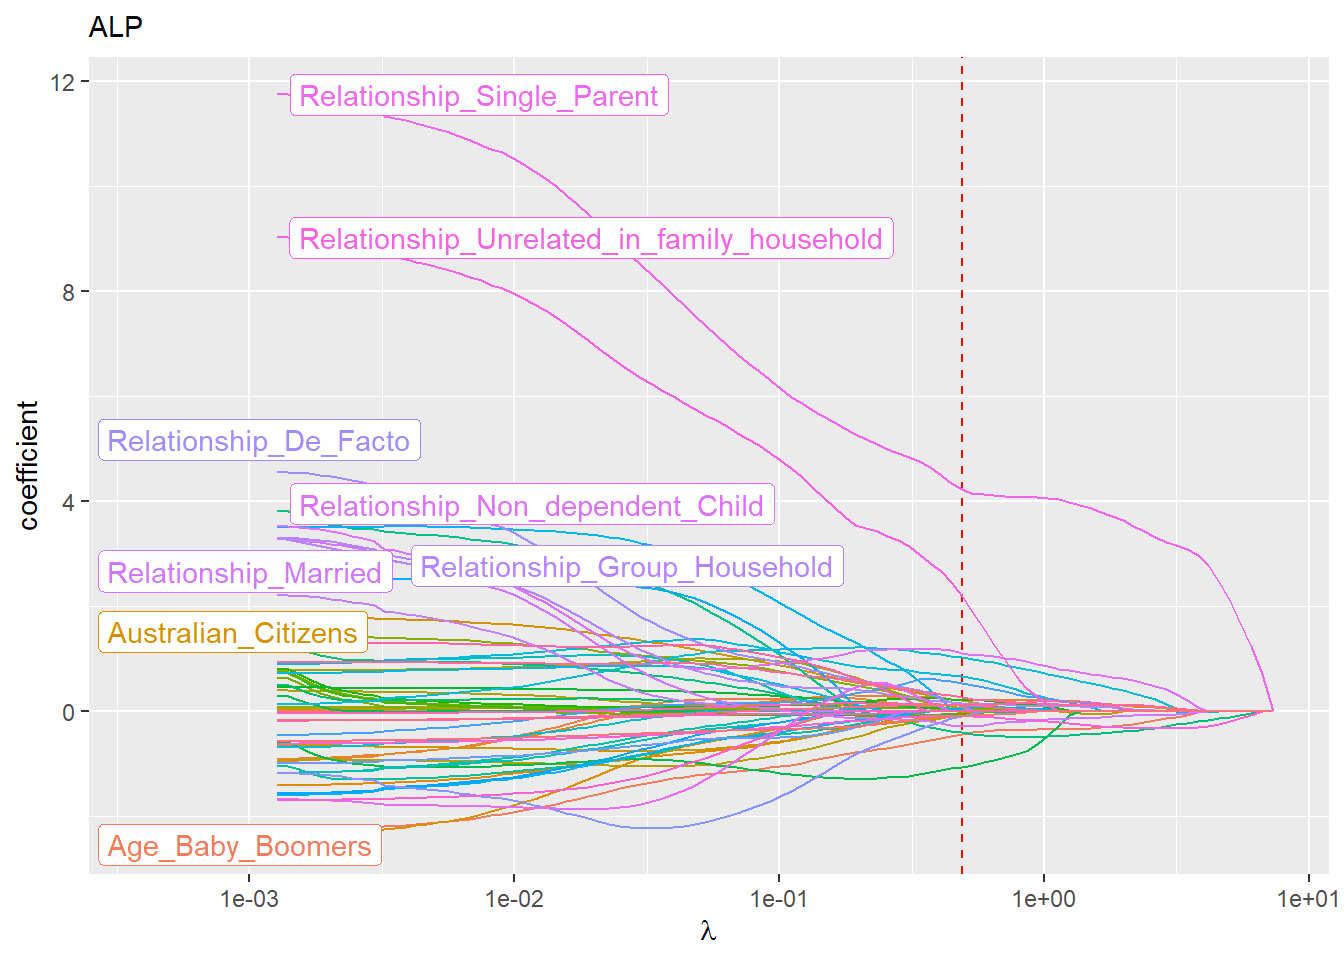 ALP
12
Relationship_Single_Parent
Relationship_Unrelated_in_family_household
8
Relationship_De_Facto
coefficient
4
Relationship_Non_dependent_Child
Relationship_Married
Relationship_Group_Household
Australian_Citizens
0
Age_Baby_Boomers
1e-03
1e-02
1e-01
1e+00
1e+01
λ